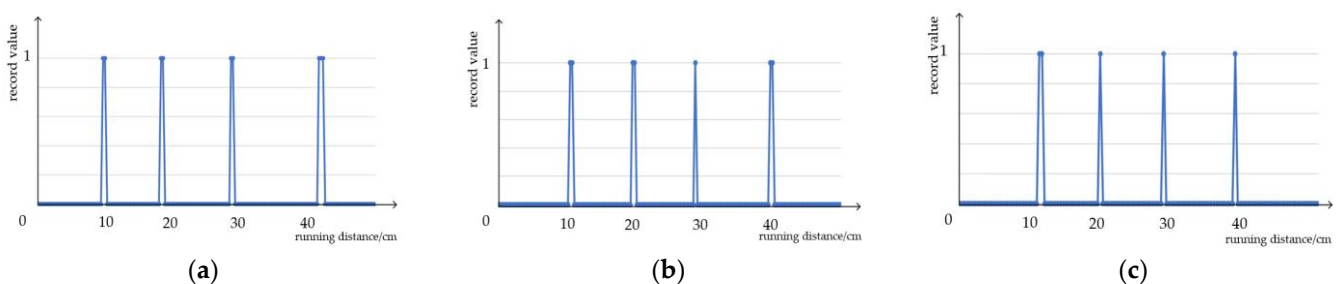 record value
1
0
10 20 30 40
running distance/cm
(a)
record value
1
0
10 20 30 40
running distance/cm
(b)
record value
1
0
10 20 30 40
running distance/cm
(c)